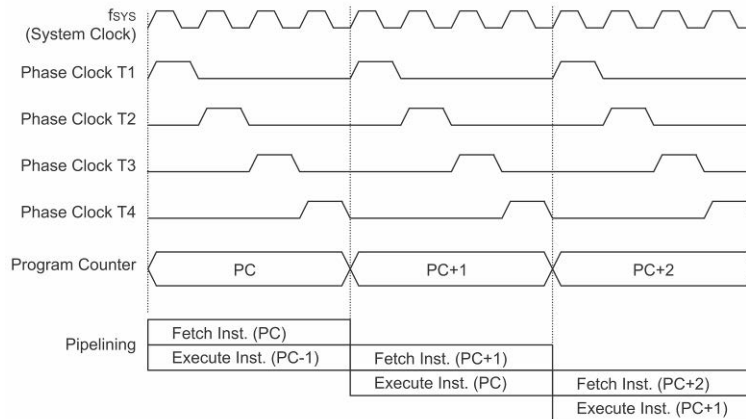 fSYS
(System Clock)
Phase Clock T1
Phase Clock T2
Phase Clock T3
Phase Clock T4
Program Counter PC PC+1 PC+2
Pipelining
Fetch Inst. (PC)
Execute Inst. (PC-1) Fetch Inst. (PC+1)
Execute Inst. (PC) Fetch Inst. (PC+2)
Execute Inst. (PC+1)